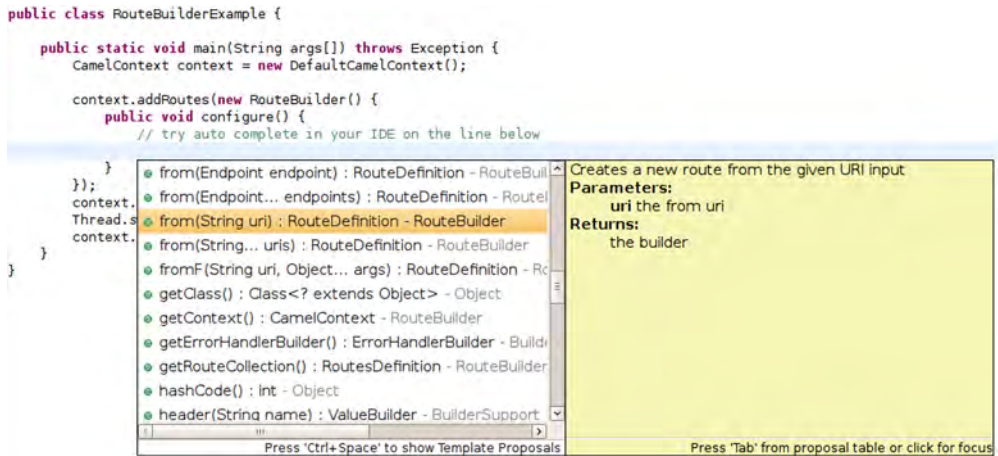 public class RouteBuilderExample {
public static void main(String args[]) throws Exception {
CamelContext context = new DefaultCamelContext();
context.addRoutes(new RouteBuilder() {
public void configure() {
// try auto complete in your IDE on the line below
}
});
context.
Thread.s
context.
}
}
from(Endpoint endpoint) : RouteDefinition - RouteBuil
from(Endpoint... endpoints) : RouteDefinition - Routel
from(String uri) : RouteDefinition - RouteBuilder
from(String... uris) : RouteDefinition - RouteBuilder
fromF(String uri, Object... args) : RouteDefinition - Ro
getClass() : Class<? extends Object> - Object
getContext() : CamelContext - RouteBuilder
getErrorHandlerBuilder() : ErrorHandlerBuilder - Builde
getRouteCollection() : RoutesDefinition - RouteBuilder
hashCode() : int - Object
header(String name) : ValueBuilder - BuilderSupport
Press 'Ctrl+Space' to show Template Proposals
Creates a new route from the given URI input
Parameters:
uri the from uri
Returns:
the builder
Press 'Tab' from proposal table or click for focus